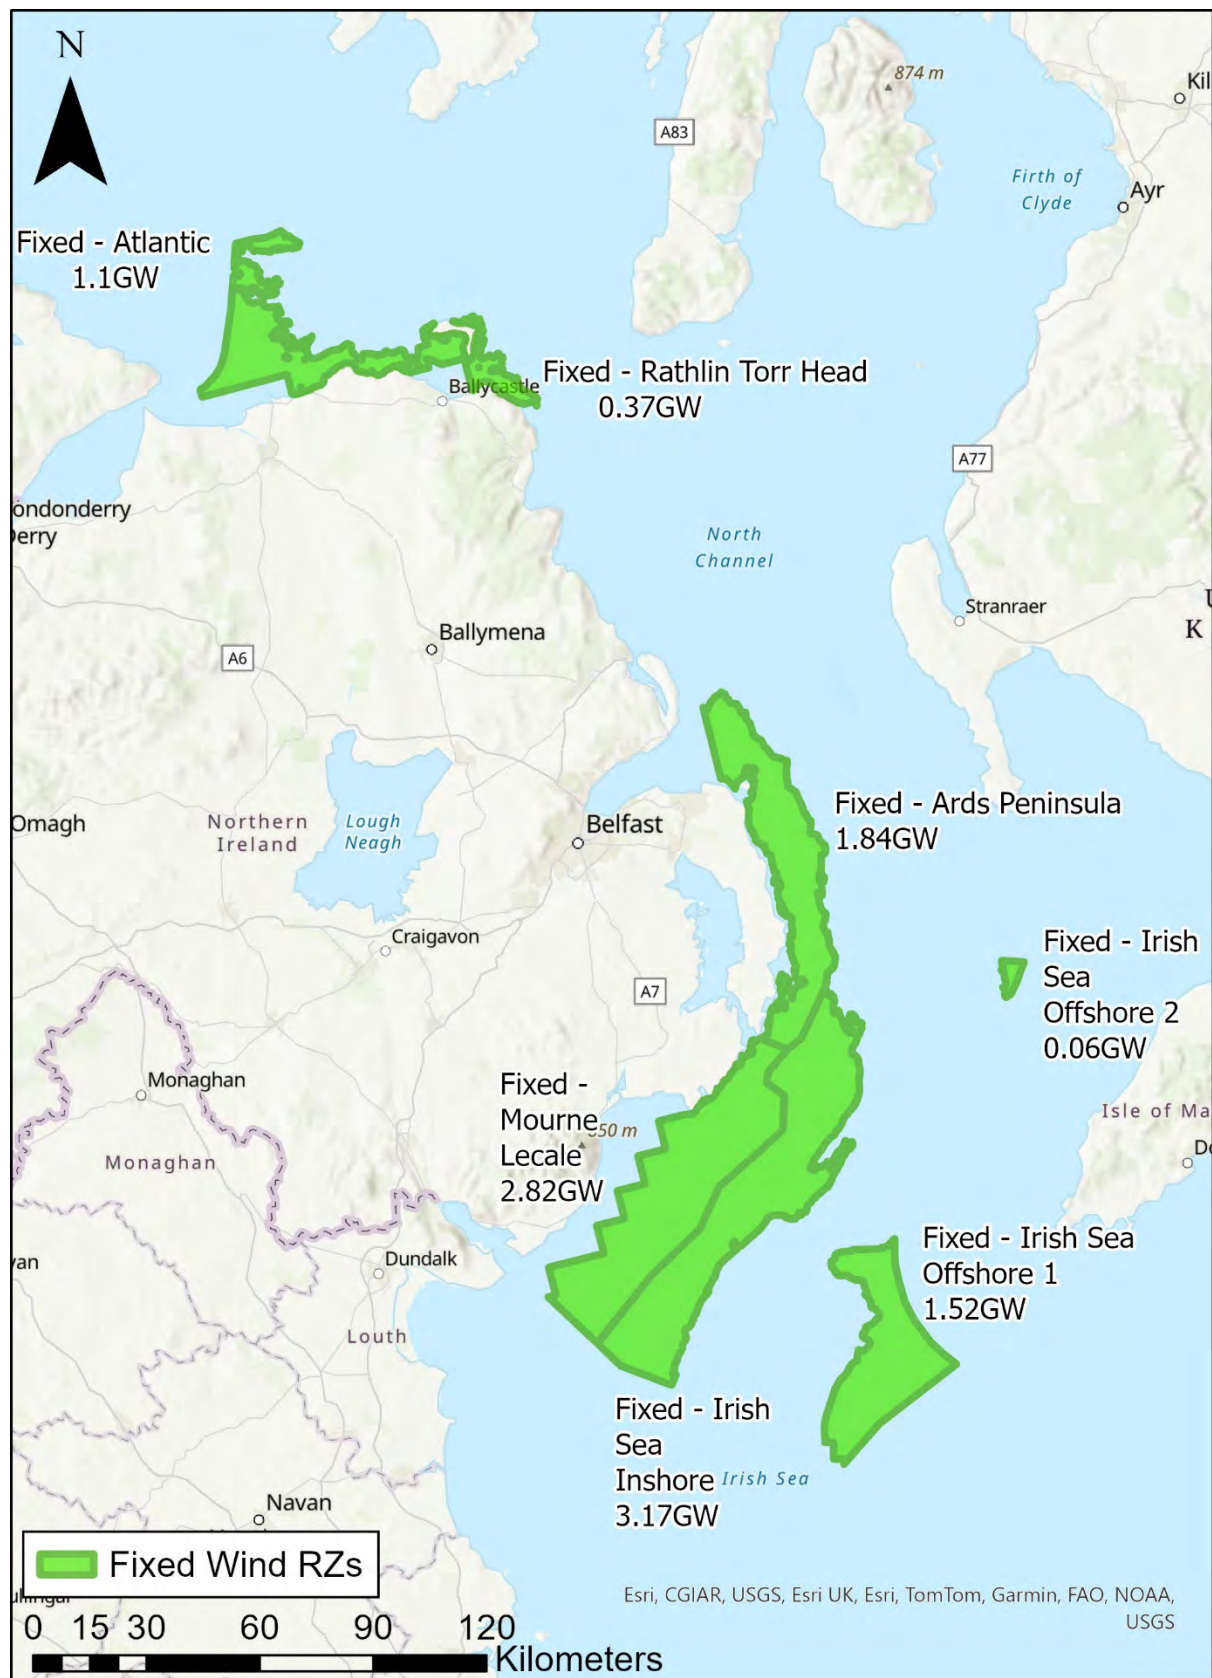 N
874 m
Kil
A83
Firth of
Clyde
Ayr
Fixed - Atlantic
1.1GW
Fixed - Rathlin Torr Head
0.37GW
Ballycastle
A77
ondonderry
Derry
North
Channel
Stranraer
U
K
Ballymena
A6
Fixed - Ards Peninsula
1.84GW
Omagh
Northern
Ireland
Lough
Neagh
Belfast
Craigavon
A7
Fixed - Irish
Sea
Offshore 2
0.06GW
Monaghan
Fixed -
Mourne
Lecale
2.82GW
850 m
Isle of Ma
Do
Monaghan
Fixed - Irish Sea
Offshore 1
1.52GW
van
Dundalk
Louth
Fixed - Irish
Sea
Inshore
3.17GW
Irish Sea
Navan
Fixed Wind RZs
Esri, CGIAR, USGS, Esri UK, Esri, TomTom, Garmin, FAO, NOAA,
USGS
0 15 30 60 90 120
Kilometers